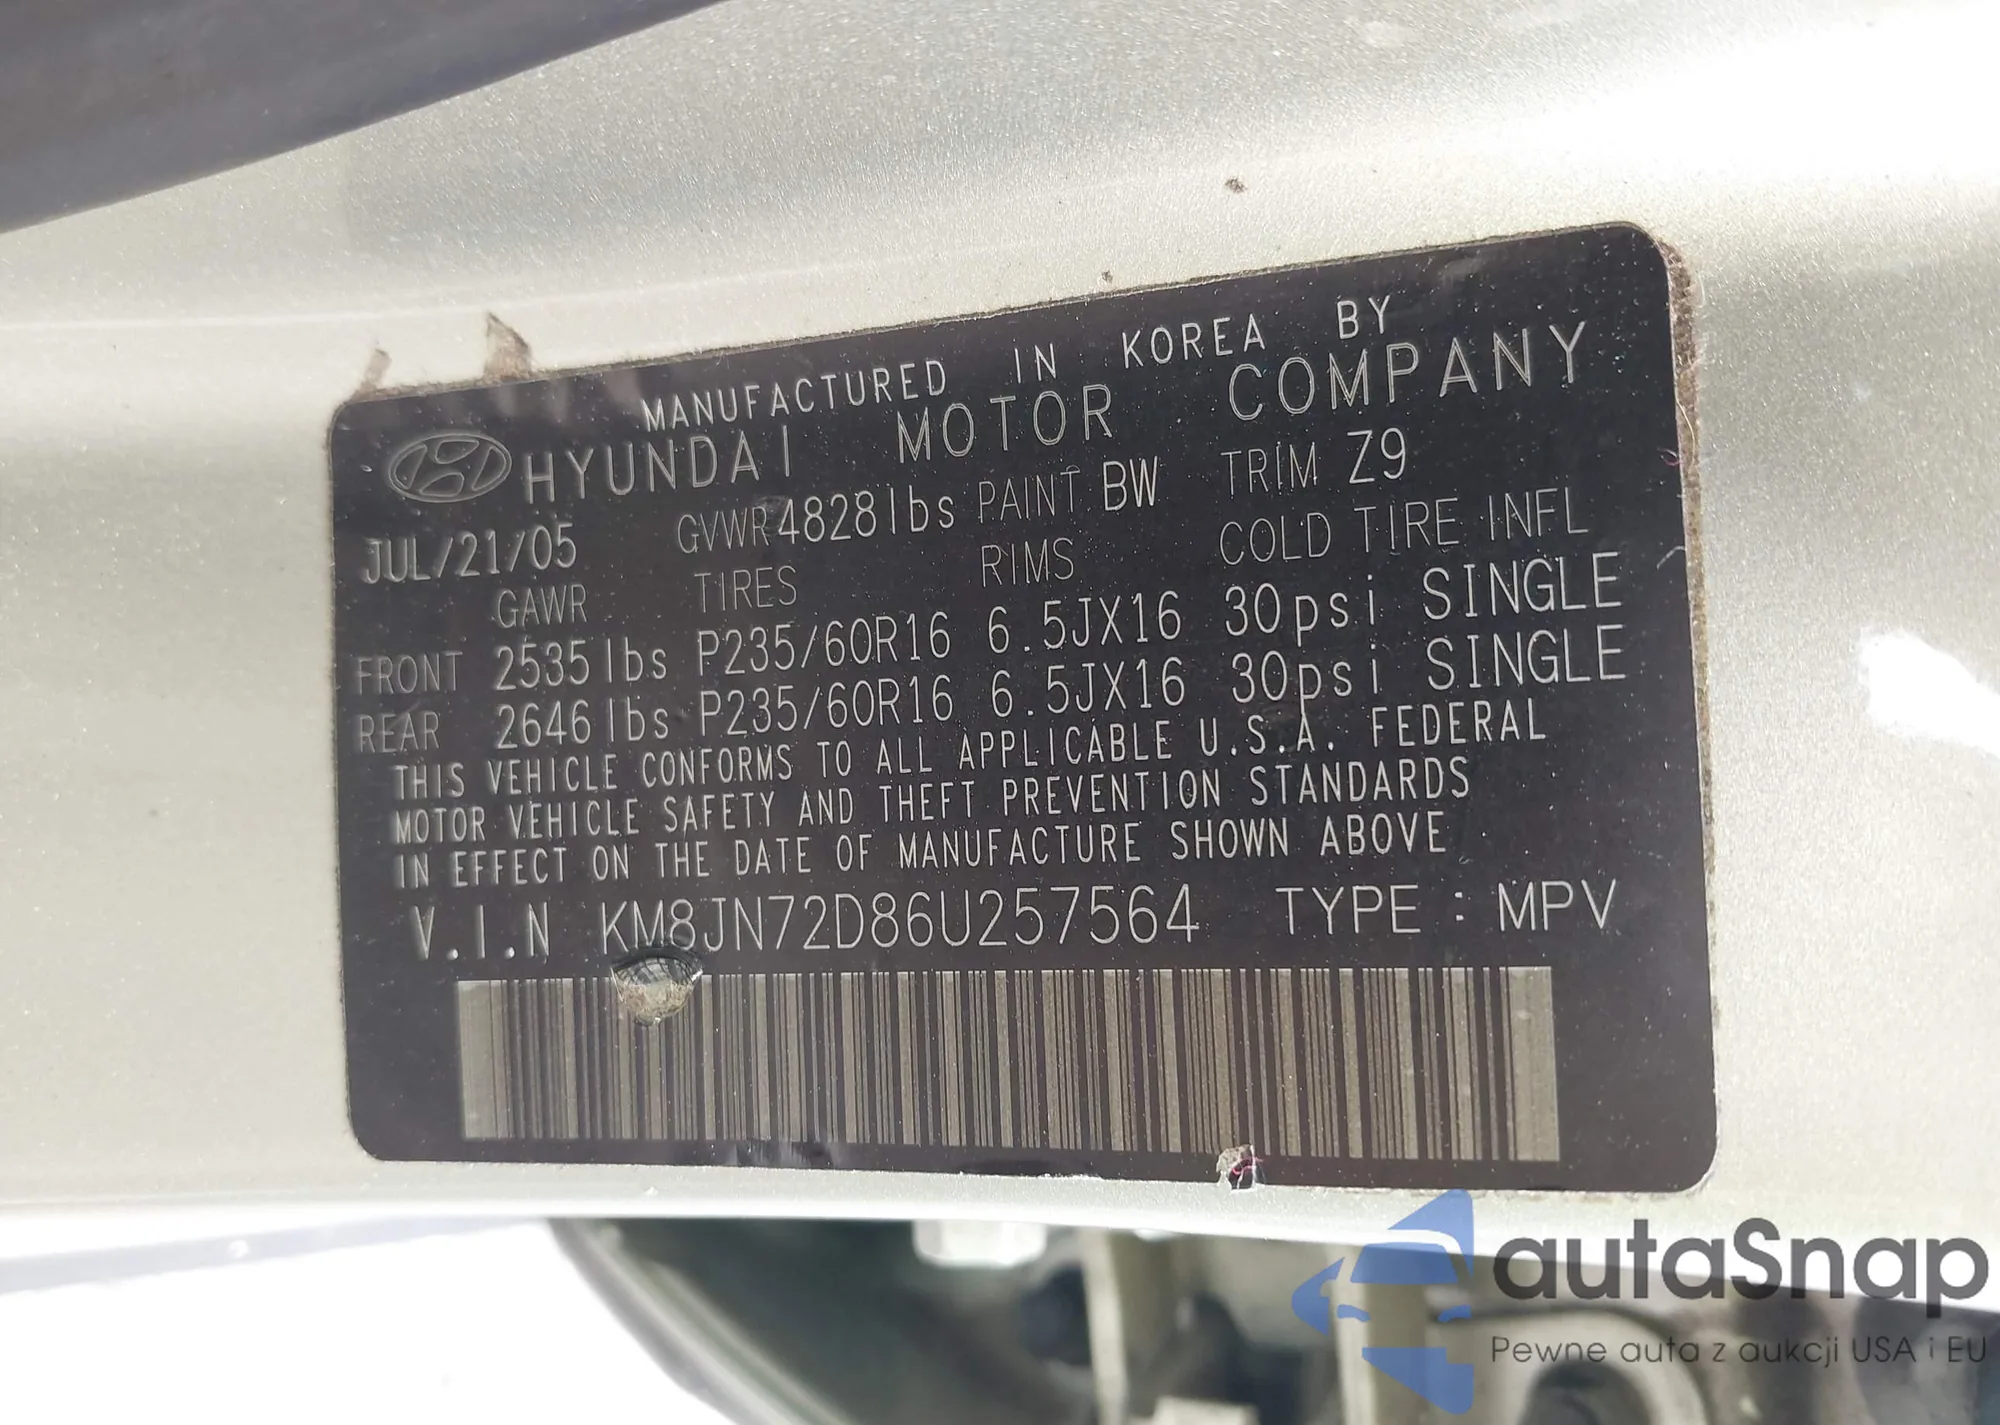 MANUFACTURED IN KOREA BY
HYUNDAI MOTOR COMPANY
JUL/21/05 GVWR 4828lbs PAINT BW TRIM Z9
GAWR TIRES RIMS COLD TIRE INFL
FRONT 2535lbs P235/60R16 6.5JX16 30psi SINGLE
REAR 2646lbs P235/60R16 6.5JX16 30psi SINGLE
THIS VEHICLE CONFORMS TO ALL APPLICABLE U.S.A. FEDERAL
MOTOR VEHICLE SAFETY AND THEFT PREVENTION STANDARDS
IN EFFECT ON THE DATE OF MANUFACTURE SHOWN ABOVE
V.I.N KM8JN72D86U257564 TYPE : MPV
autaSnap
Pewne auta z aukcji USA i EU